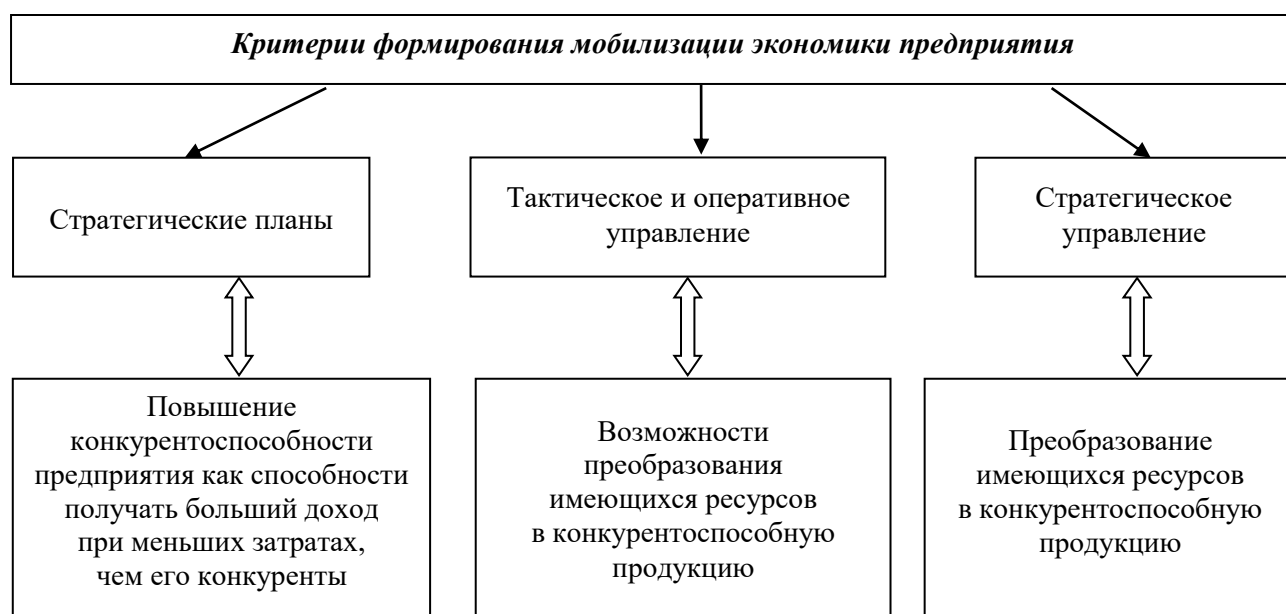 Критерии формирования мобилизации экономики предприятия
Стратегические планы
Тактическое и оперативное
управление
Стратегическое
управление
Повышение
конкурентоспособности
предприятия как способности
получать больший доход
при меньших затратах,
чем его конкуренты
Возможности
преобразования
имеющихся ресурсов
в конкурентоспособную
продукцию
Преобразование
имеющихся ресурсов
в конкурентоспособную
продукцию